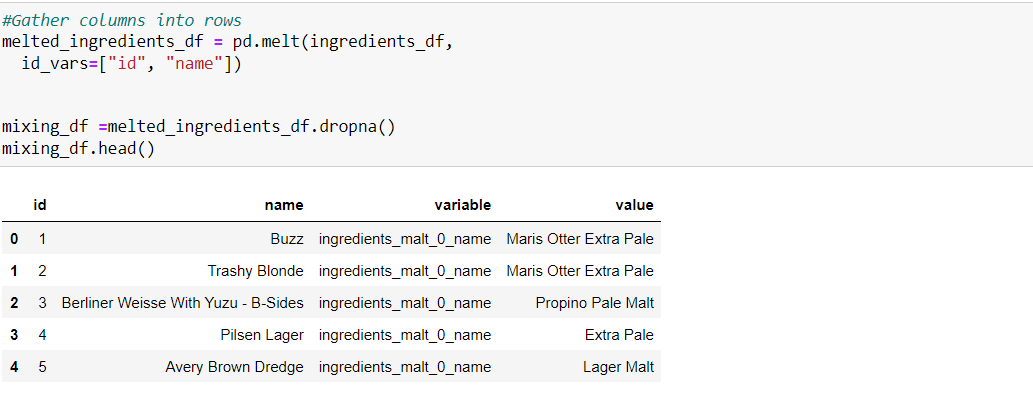 #Gather columns into rows
melted_ingredients_df = pd.melt(ingredients_df,
  id_vars=["id", "name"])
mixing_df =melted_ingredients_df.dropna()
mixing_df.head()
id name variable value
0 1 Buzz ingredients_malt_0_name Maris Otter Extra Pale
1 2 Trashy Blonde ingredients_malt_0_name Maris Otter Extra Pale
2 3 Berliner Weisse With Yuzu - B-Sides ingredients_malt_0_name Propino Pale Malt
3 4 Pilsen Lager ingredients_malt_0_name Extra Pale
4 5 Avery Brown Dredge ingredients_malt_0_name Lager Malt